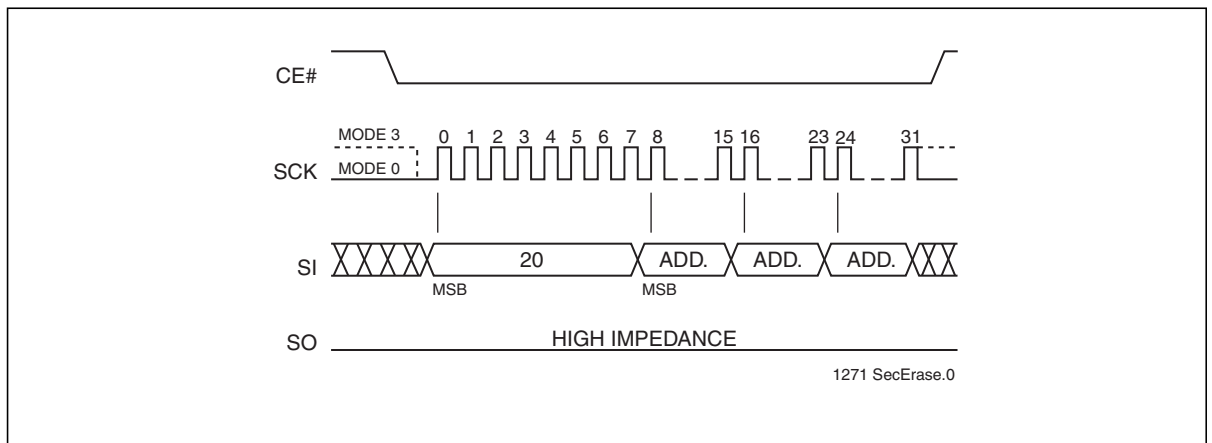 CE#
MODE 3 0 1 2 3 4 5 6 7 8 15 16 23 24 31
SCK MODE 0
SI 20 ADD. ADD. ADD.
MSB MSB
SO HIGH IMPEDANCE
1271 SecErase.0